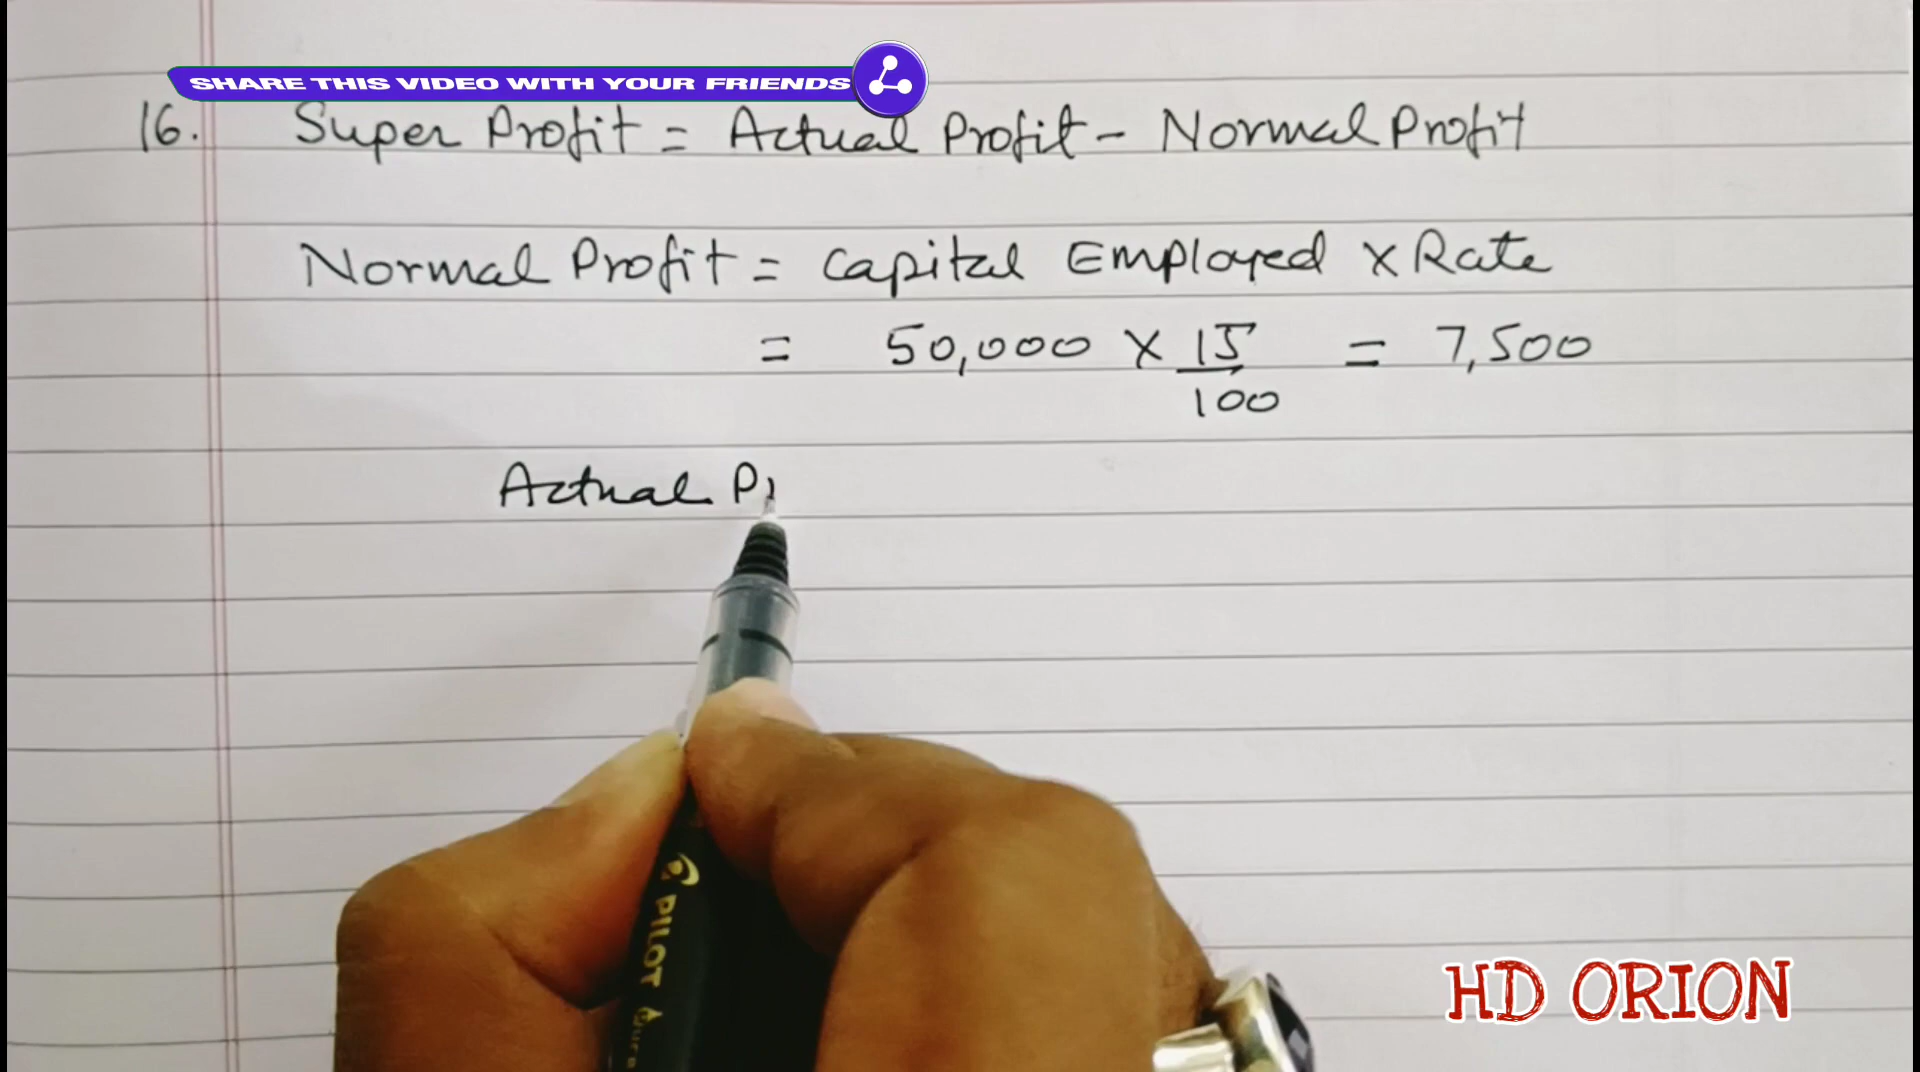 SHARE THIS VIDEO WITH YOUR FRIENDS
16. Super Profit = Actual Profit - Normal Profit
Normal Profit = Capital Employed × Rate
= 50,000 × 15/100 = 7,500
Actual Pr
PILOT
HD ORION